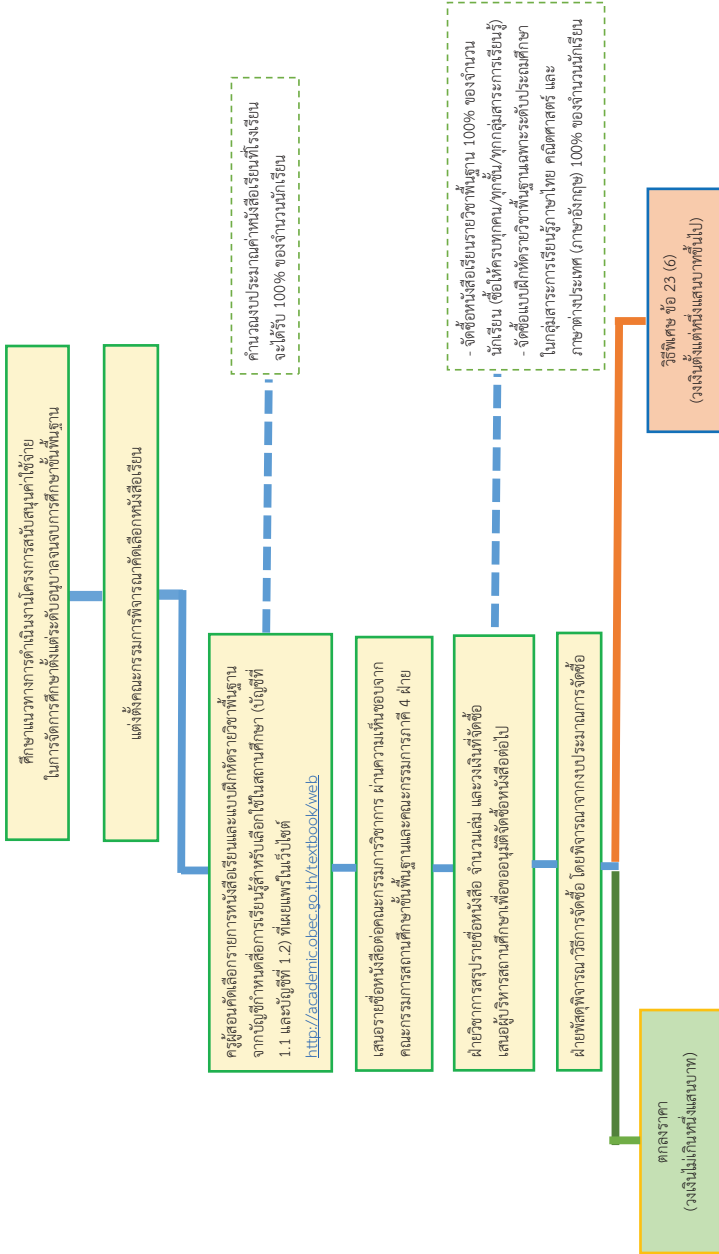 ศึกษาแนวทางการดำเนินงานโครงการสนับสนุนค่าใช้จ่าย
ในการจัดการศึกษาตั้งแต่ระดับอนุบาลจนจบการศึกษาขั้นพื้นฐาน
แต่งตั้งคณะกรรมการพิจารณาคัดเลือกหนังสือเรียน
ครูผู้สอนคัดเลือกรายการหนังสือเรียนและแบบฝึกหัดรายวิชาพื้นฐาน
จากบัญชีกำหนดสื่อการเรียนรู้สำหรับเลือกใช้ในสถานศึกษา (บัญชีที่
1.1 และบัญชีที่ 1.2) ที่เผยแพร่ในเว็บไซต์
http://academic.obec.go.th/textbook/web
คำนวณงบประมาณค่าหนังสือเรียนที่โรงเรียน
จะได้รับ 100% ของจำนวนนักเรียน
เสนอรายชื่อหนังสือต่อคณะกรรมการวิชาการ ผ่านความเห็นชอบจาก
คณะกรรมการสถานศึกษาขั้นพื้นฐานและคณะกรรมการภาคี 4 ฝ่าย
ฝ่ายวิชาการสรุปรายชื่อหนังสือ จำนวนเล่ม และวงเงินที่จัดซื้อ
เสนอผู้บริหารสถานศึกษาเพื่อขออนุมัติจัดซื้อหนังสือต่อไป
- จัดซื้อหนังสือเรียนรายวิชาพื้นฐาน 100% ของจำนวน
นักเรียน (ซื้อให้ครบทุกคน/ทุกชั้น/ทุกกลุ่มสาระการเรียนรู้)
- จัดซื้อแบบฝึกหัดรายวิชาพื้นฐานเฉพาะระดับประถมศึกษา
ในกลุ่มสาระการเรียนรู้ภาษาไทย คณิตศาสตร์ และ
ภาษาต่างประเทศ (ภาษาอังกฤษ) 100% ของจำนวนนักเรียน
ฝ่ายพัสดุพิจารณาวิธีการจัดซื้อ โดยพิจารณาจากงบประมาณการจัดซื้อ
ตกลงราคา
(วงเงินไม่เกินหนึ่งแสนบาท)
วิธีพิเศษ ข้อ 23 (6)
(วงเงินตั้งแต่หนึ่งแสนบาทขึ้นไป)